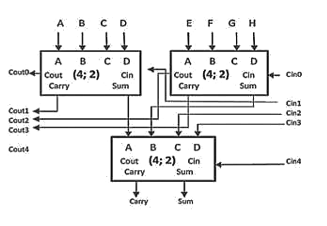 A B C D E F G H
A B C D A B C D
Cout0 Cout (4; 2) Cin Cout (4; 2) Cin Cin0
Carry Sum Carry Sum
Cin1
Cout1 Cin2
Cout2 Cin3
Cout3
Cout4 A B C D
Cout (4; 2) Cin Cin4
Carry Sum
Carry Sum